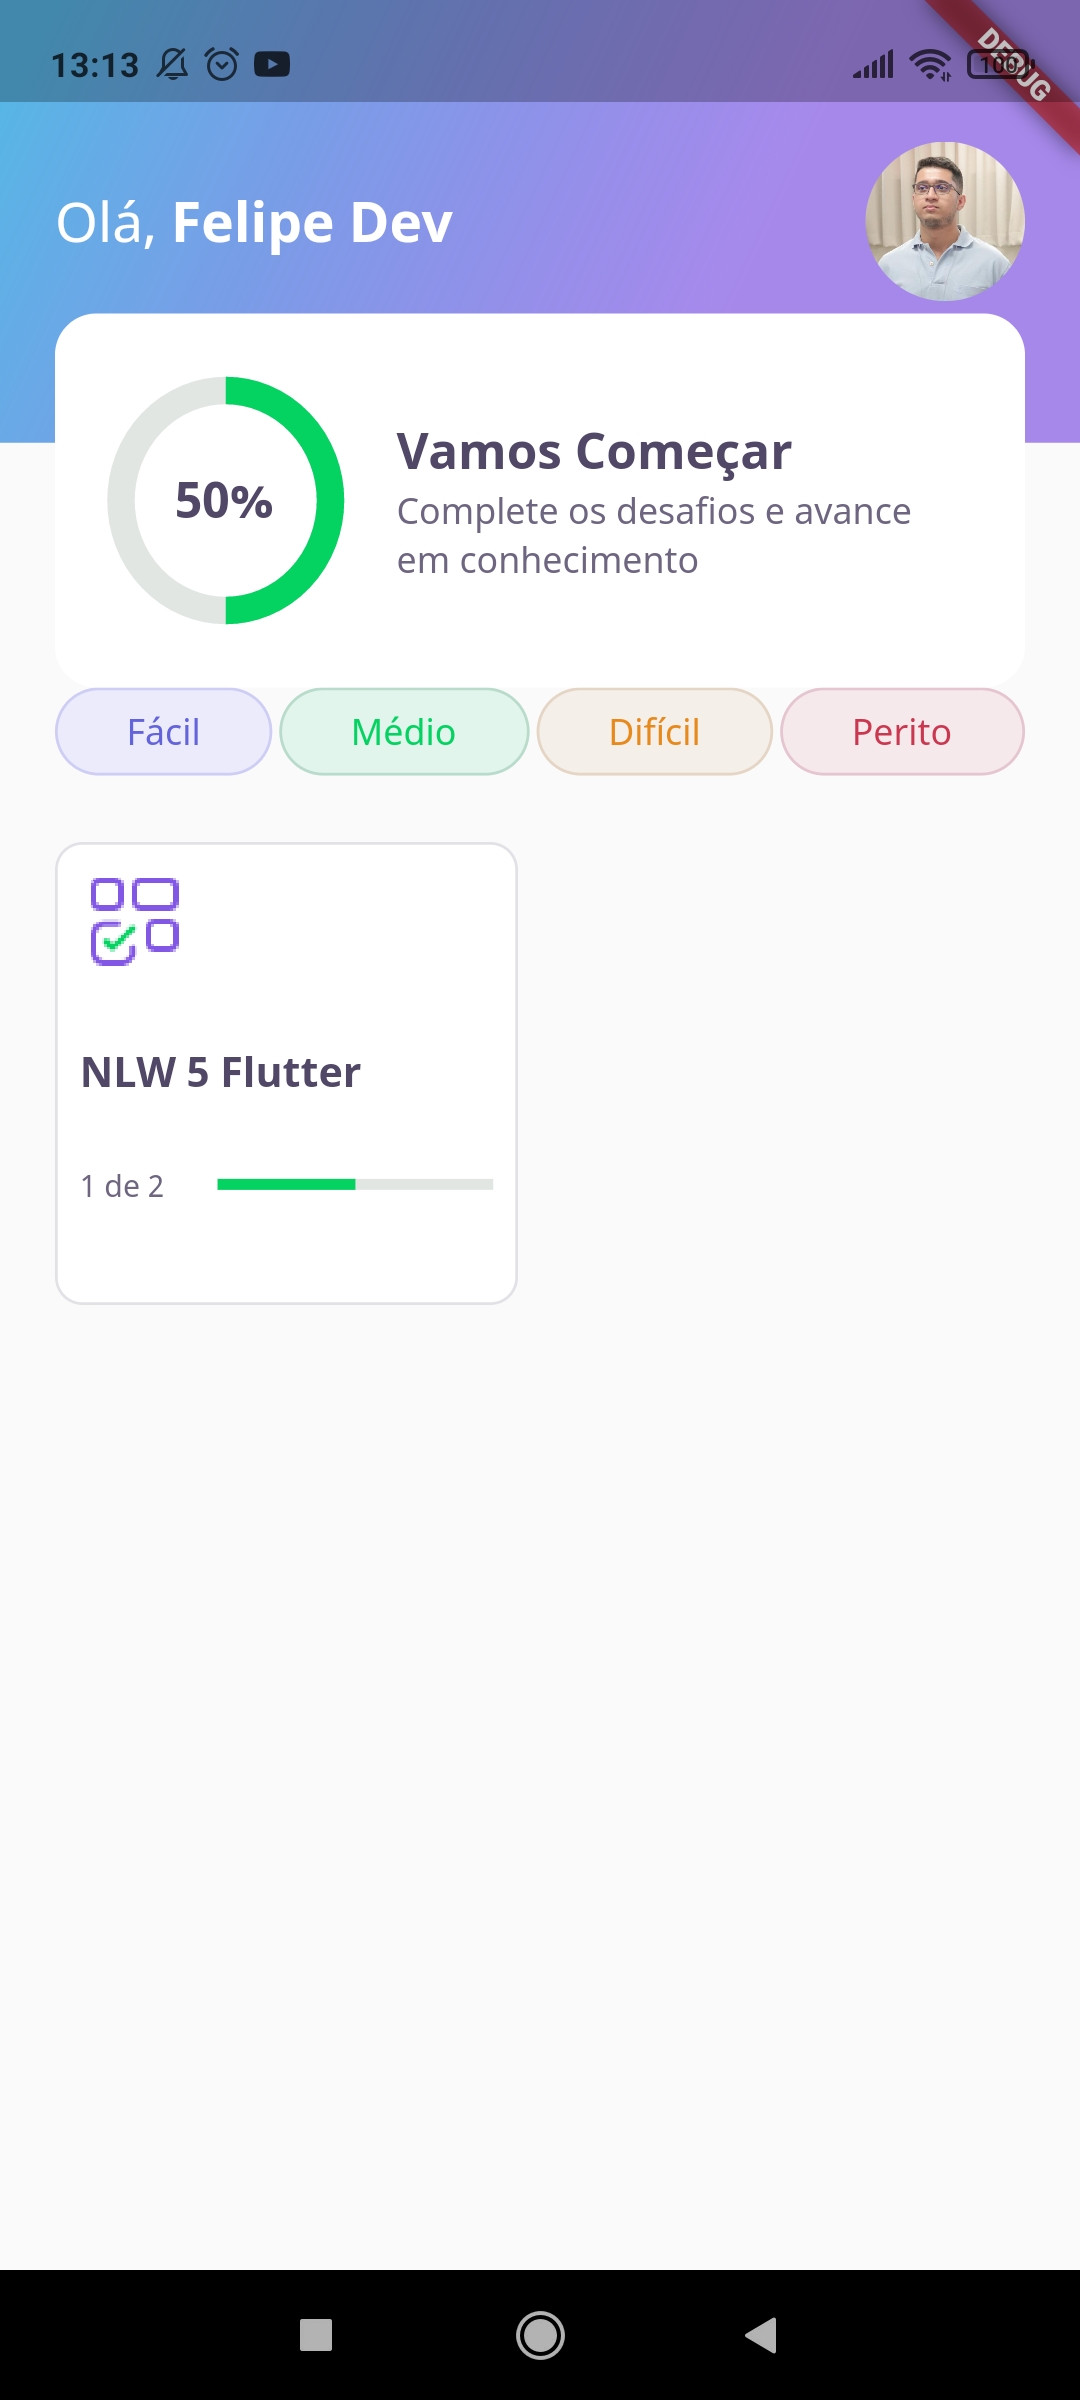 13:13
100
DEBUG
Olá, Felipe Dev
50%
Vamos Começar
Complete os desafios e avance
em conhecimento
Fácil Médio Difícil Perito
NLW 5 Flutter
1 de 2